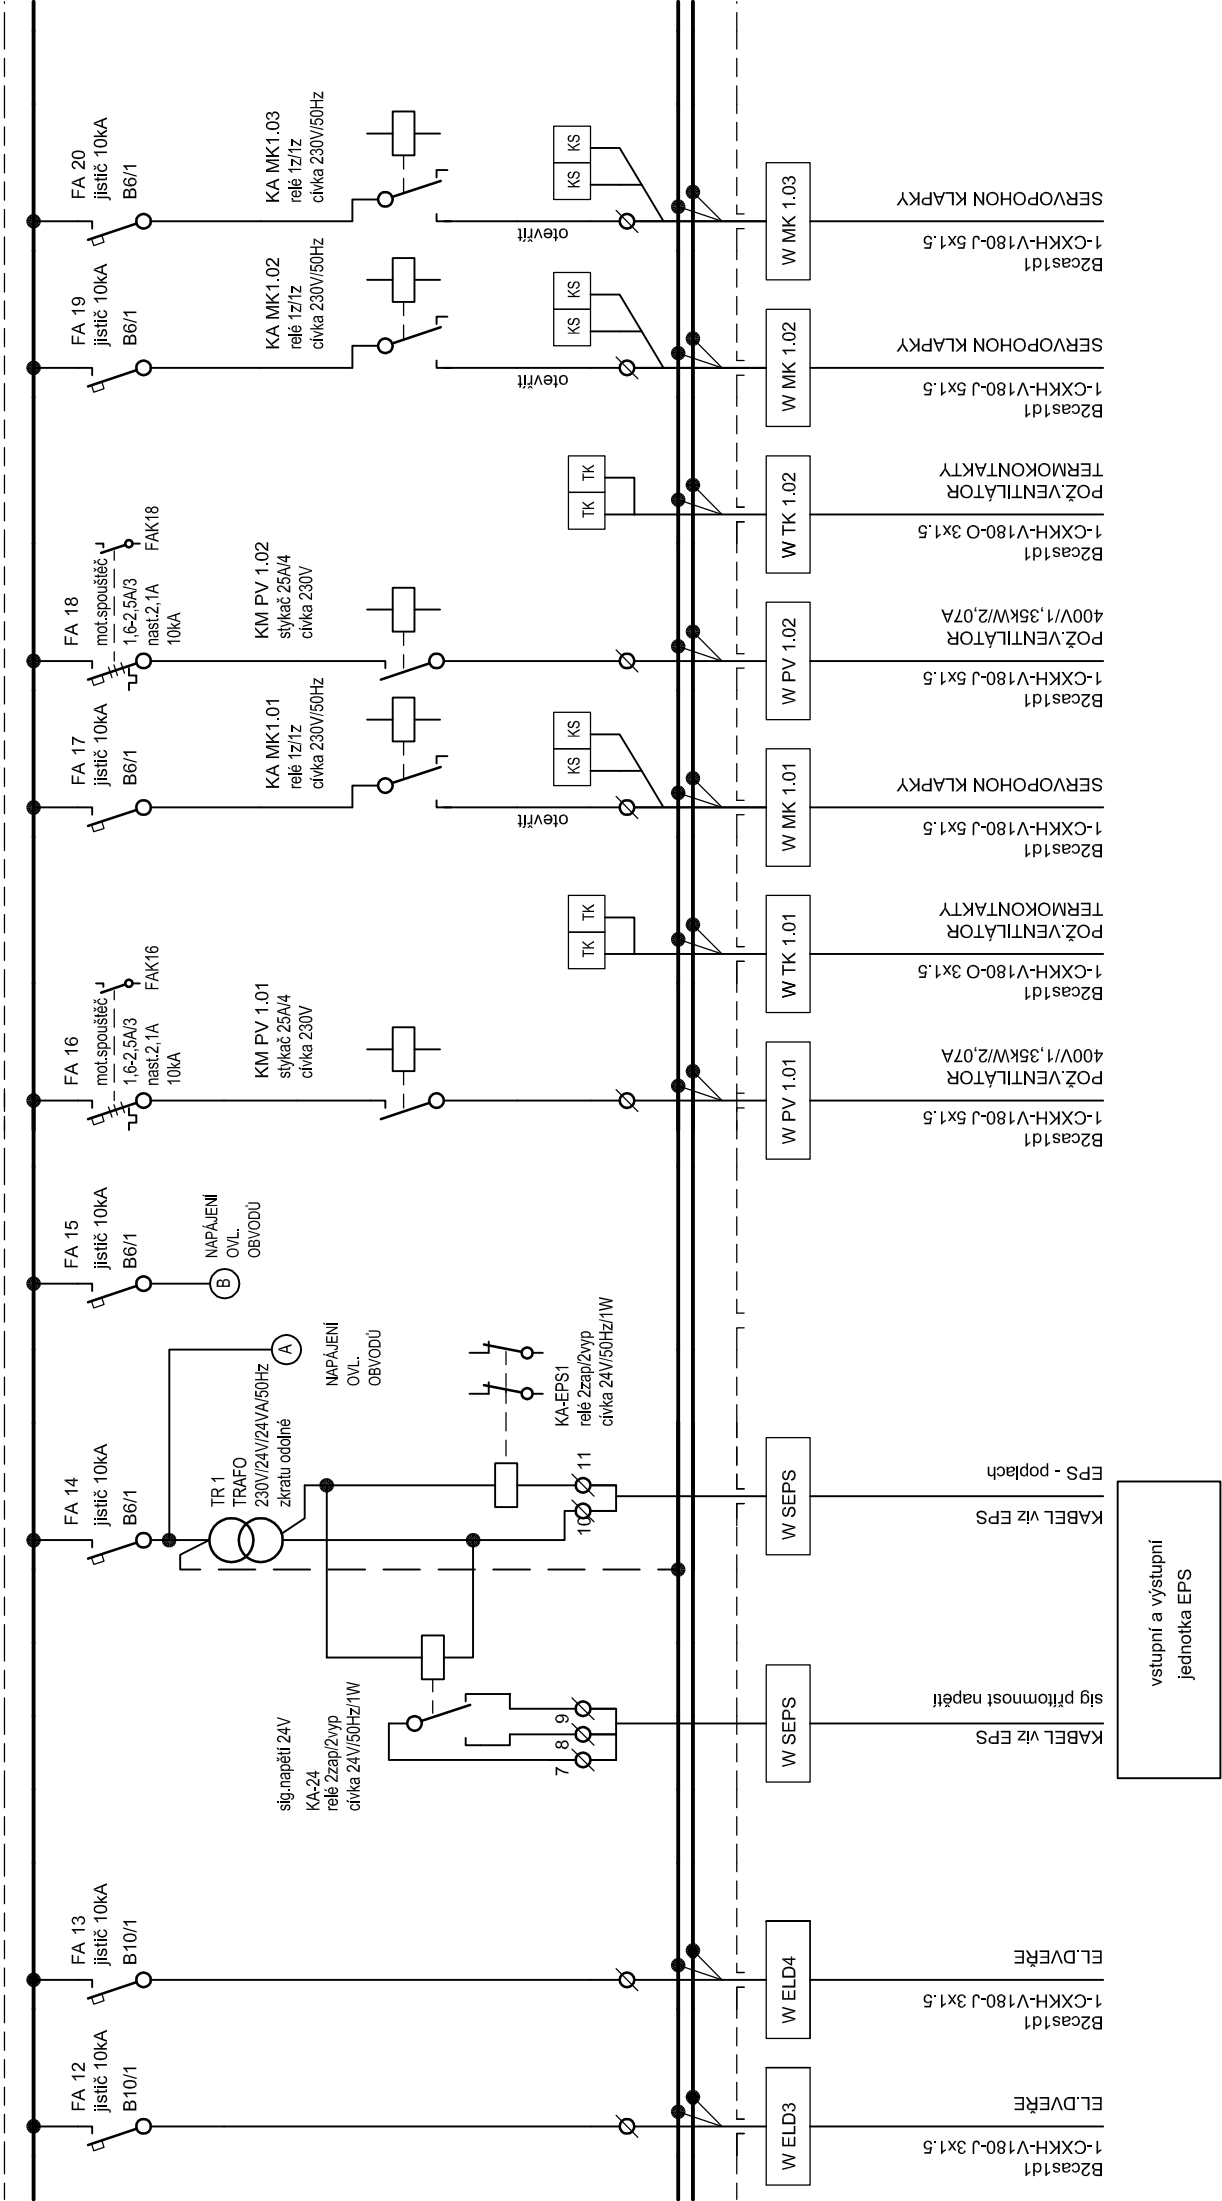 FA 12
jistič 10kA
B10/1
W ELD3
EL.DVEŘE
1-CXKH-V180-J 3x1.5
B2cas1d1
FA 13
jistič 10kA
B10/1
W ELD4
EL.DVEŘE
1-CXKH-V180-J 3x1.5
B2cas1d1
sig.napětí 24V
KA-24
relé 2zap/2vyp
cívka 24V/50Hz/1W
7
8
9
W SEPS
sig přítomnost napětí
KABEL viz EPS
FA 14
jistič 10kA
B6/1
TR 1
TRAFO
230V/24V/24VA/50Hz
zkratu odolné
A
NAPÁJENÍ
OVL.
OBVODŮ
KA-EPS1
relé 2zap/2vyp
cívka 24V/50Hz/1W
10
11
W SEPS
EPS - poplach
KABEL viz EPS
vstupní a výstupní
jednotka EPS
FA 15
jistič 10kA
B6/1
B
NAPÁJENÍ
OVL.
OBVODŮ
FA 16
mot.spouštěč
1,6-2,5A/3
nast.2,1A
10kA
FAK16
KM PV 1.01
stykač 25A/4
cívka 230V
W PV 1.01
400V/1,35kW/2,07A
POŽ.VENTILÁTOR
1-CXKH-V180-J 5x1.5
B2cas1d1
TK
TK
W TK 1.01
TERMOKONTAKTY
POŽ.VENTILÁTOR
1-CXKH-V180-O 3x1.5
B2cas1d1
FA 17
jistič 10kA
B6/1
KA MK1.01
relé 1z/1z
cívka 230V/50Hz
otevřít
KS
KS
W MK 1.01
SERVOPOHON KLAPKY
1-CXKH-V180-J 5x1.5
B2cas1d1
FA 18
mot.spouštěč
1,6-2,5A/3
nast.2,1A
10kA
FAK18
KM PV 1.02
stykač 25A/4
cívka 230V
W PV 1.02
400V/1,35kW/2,07A
POŽ.VENTILÁTOR
1-CXKH-V180-J 5x1.5
B2cas1d1
TK
TK
W TK 1.02
TERMOKONTAKTY
POŽ.VENTILÁTOR
1-CXKH-V180-O 3x1.5
B2cas1d1
FA 19
jistič 10kA
B6/1
KA MK1.02
relé 1z/1z
cívka 230V/50Hz
otevřít
KS
KS
W MK 1.02
SERVOPOHON KLAPKY
1-CXKH-V180-J 5x1.5
B2cas1d1
FA 20
jistič 10kA
B6/1
KA MK1.03
relé 1z/1z
cívka 230V/50Hz
otevřít
KS
KS
W MK 1.03
SERVOPOHON KLAPKY
1-CXKH-V180-J 5x1.5
B2cas1d1